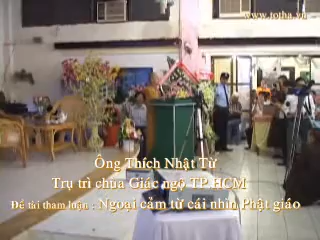 www.totha.vn
Ông Thích Nhật Từ
Trụ trì chùa Giác ngộ TP.HCM
Đề tài tham luận : Ngoại cảm từ cái nhìn Phật giáo